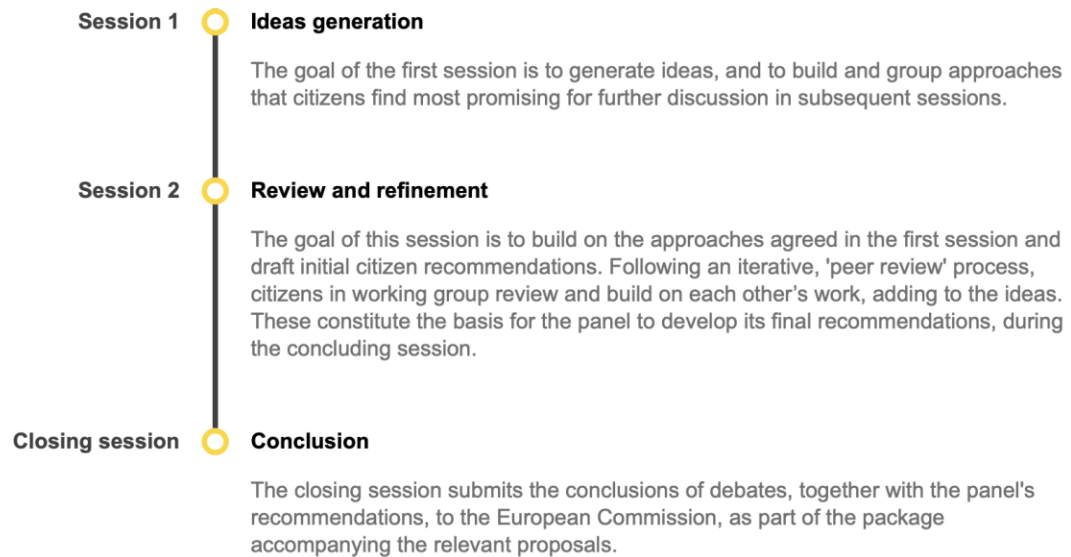 Session 1
Ideas generation
The goal of the first session is to generate ideas, and to build and group approaches
that citizens find most promising for further discussion in subsequent sessions.
Session 2
Review and refinement
The goal of this session is to build on the approaches agreed in the first session and
draft initial citizen recommendations. Following an iterative, 'peer review' process,
citizens in working group review and build on each other’s work, adding to the ideas.
These constitute the basis for the panel to develop its final recommendations, during
the concluding session.
Closing session
Conclusion
The closing session submits the conclusions of debates, together with the panel's
recommendations, to the European Commission, as part of the package
accompanying the relevant proposals.